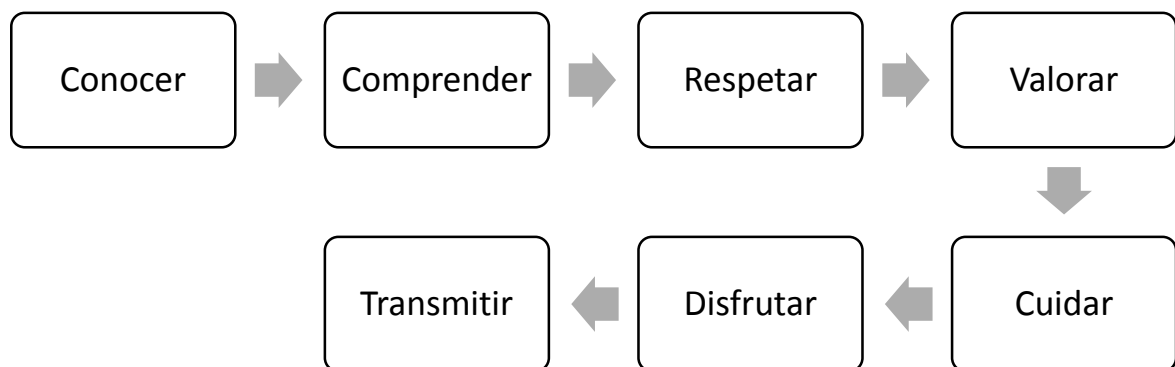 Conocer
Comprender
Respetar
Valorar
Cuidar
Disfrutar
Transmitir